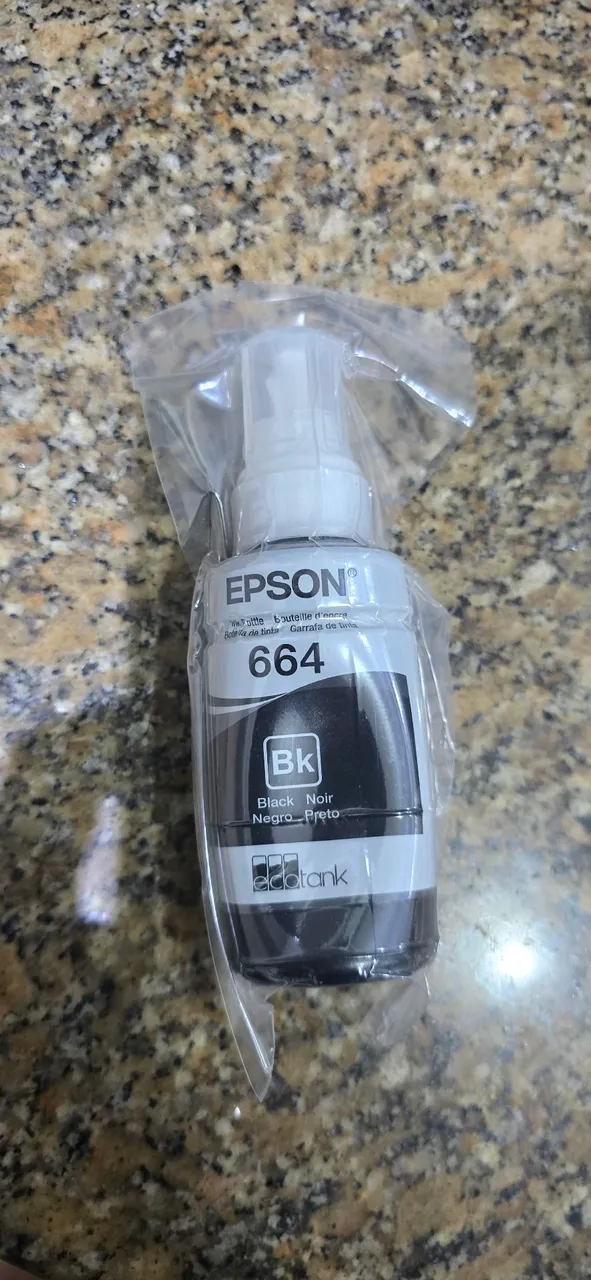 EPSON®
Bouteille d'encre
Botella de tinta Garrafa de tinta
664
Bk
Black Noir
Negro Preto
ecotank